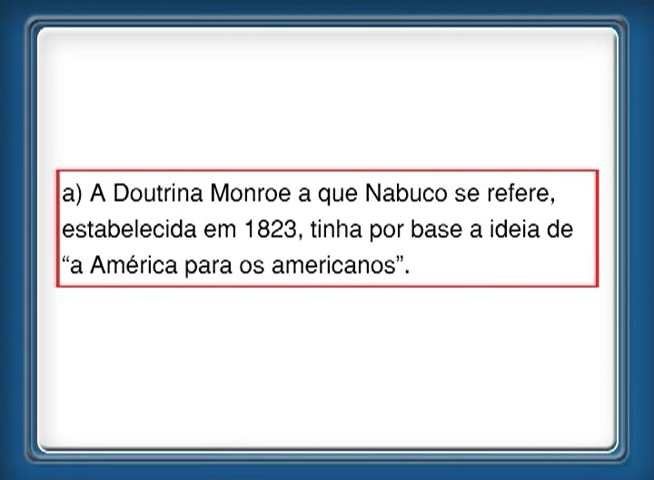 a) A Doutrina Monroe a que Nabuco se refere,
estabelecida em 1823, tinha por base a ideia de
“a América para os americanos”.